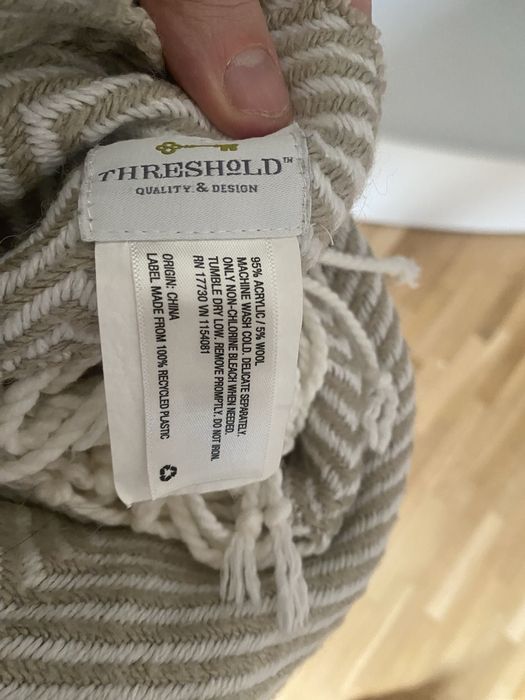 THRESHOLD™
QUALITY & DESIGN
95% ACRYLIC / 5% WOOL
MACHINE WASH COLD. DELICATE SEPARATELY.
ONLY NON-CHLORINE BLEACH WHEN NEEDED.
TUMBLE DRY LOW. REMOVE PROMPTLY. DO NOT IRON.
RN 17730 VN 1154081
ORIGIN: CHINA
LABEL MADE FROM 100% RECYCLED PLASTIC